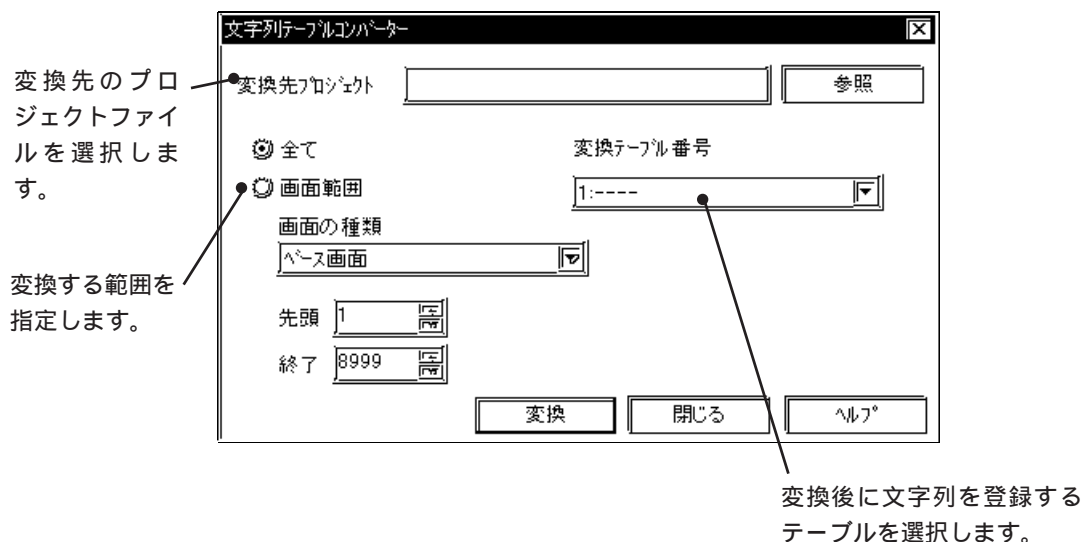 文字列ﾃｰﾌﾞﾙｺﾝﾊﾞｰﾀｰ
変換先のプロ
ジェクトファイ
ルを選択しま
す。
変換先ﾌﾟﾛｼﾞｪｸﾄ
参照
全て
変換ﾃｰﾌﾞﾙ番号
画面範囲
1:----
画面の種類
ﾍﾞｰｽ画面
変換する範囲を
指定します。
先頭 1
終了 8999
変換 閉じる ﾍﾙﾌﾟ
変換後に文字列を登録する
テーブルを選択します。